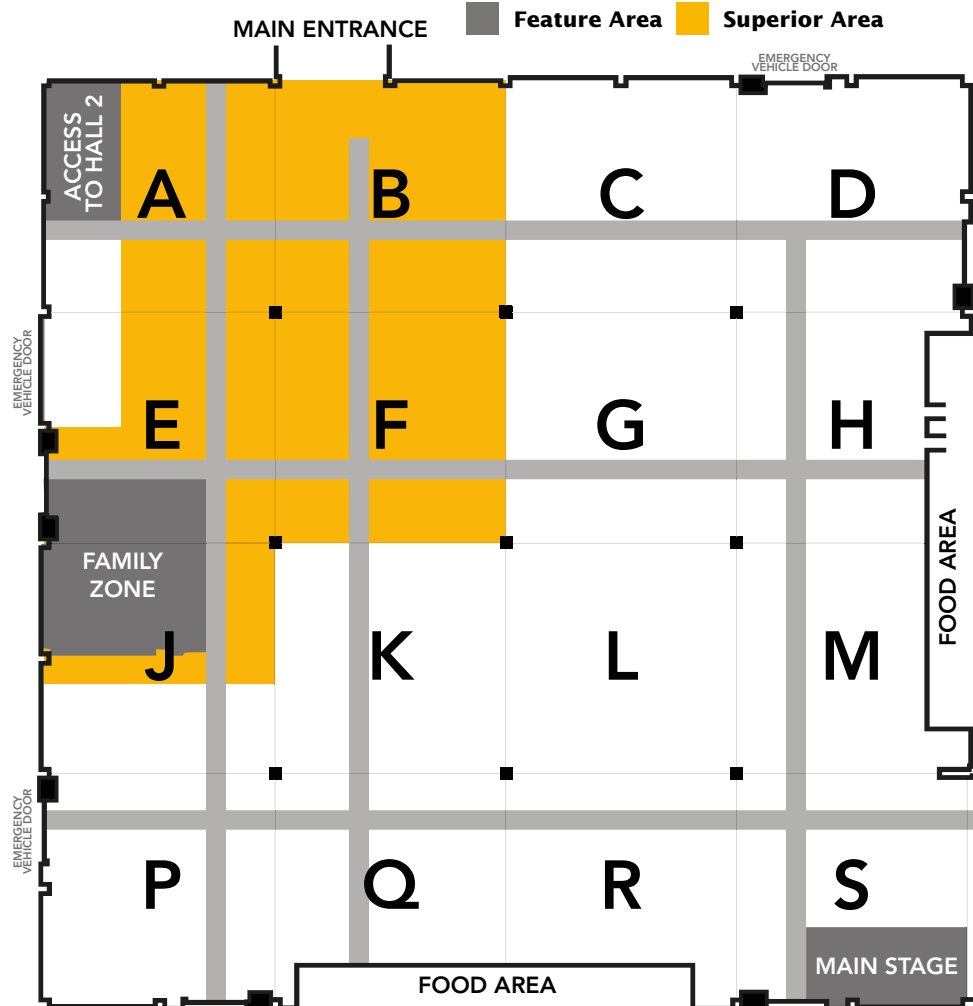 Feature Area
Superior Area
MAIN ENTRANCE
EMERGENCY
VEHICLE DOOR
ACCESS
TO HALL 2
A
B
C
D
EMERGENCY
VEHICLE DOOR
E
F
G
H
FAMILY
ZONE
FOOD AREA
J
K
L
M
EMERGENCY
VEHICLE DOOR
P
Q
R
S
MAIN STAGE
FOOD AREA